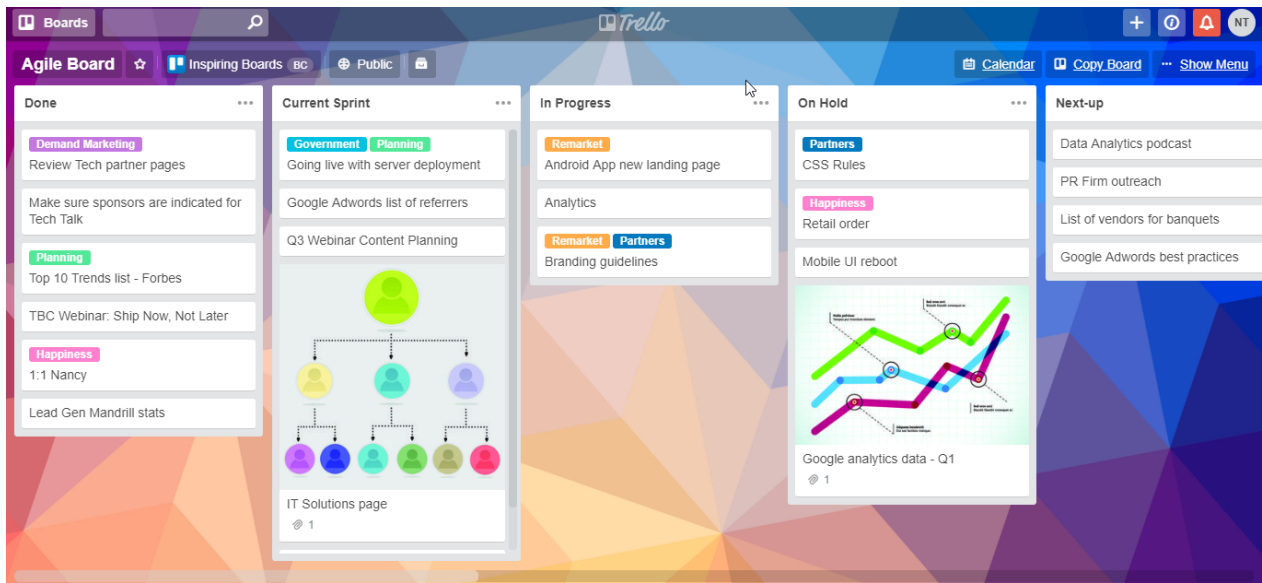 Boards
Trello
NT
Agile Board
Inspiring Boards BC
Public
Calendar
Copy Board
Show Menu
Done
Demand Marketing
Review Tech partner pages
Make sure sponsors are indicated for
Tech Talk
Planning
Top 10 Trends list - Forbes
TBC Webinar: Ship Now, Not Later
Happiness
1:1 Nancy
Lead Gen Mandrill stats
Current Sprint
Government Planning
Going live with server deployment
Google Adwords list of referrers
Q3 Webinar Content Planning
IT Solutions page
1
In Progress
Remarket
Android App new landing page
Analytics
Remarket Partners
Branding guidelines
On Hold
Partners
CSS Rules
Happiness
Retail order
Mobile UI reboot
Google analytics data - Q1
1
Next-up
Data Analytics podcast
PR Firm outreach
List of vendors for banquets
Google Adwords best practices